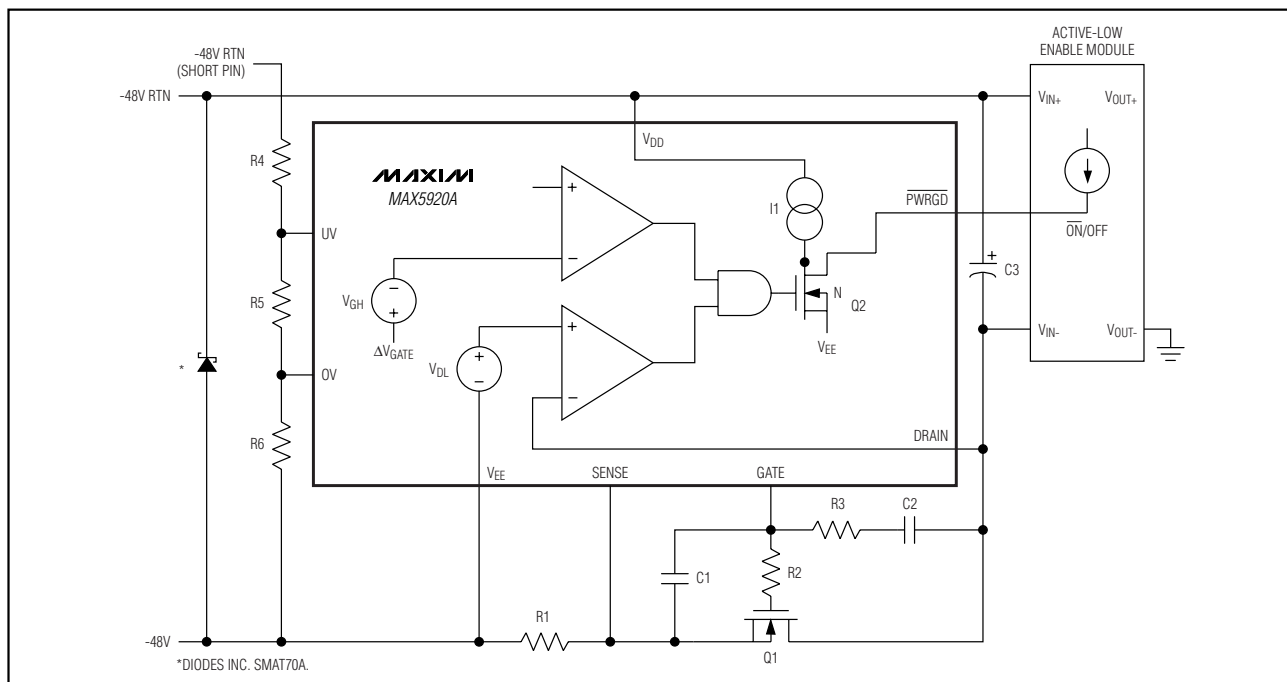 ACTIVE-LOW
ENABLE MODULE
-48V RTN
(SHORT PIN)
-48V RTN
VIN+
VOUT+
VDD
R4
MAXIM
MAX5920A
+
I1
PWRGD
ON/OFF
UV
−
+
C3
VGH
−
+
N
Q2
R5
ΔVGATE
+
VIN-
VOUT-
VEE
*
VDL
+
−
OV
−
R6
DRAIN
VEE
SENSE
GATE
R3
C2
C1
R2
R1
-48V
Q1
*DIODES INC. SMAT70A.